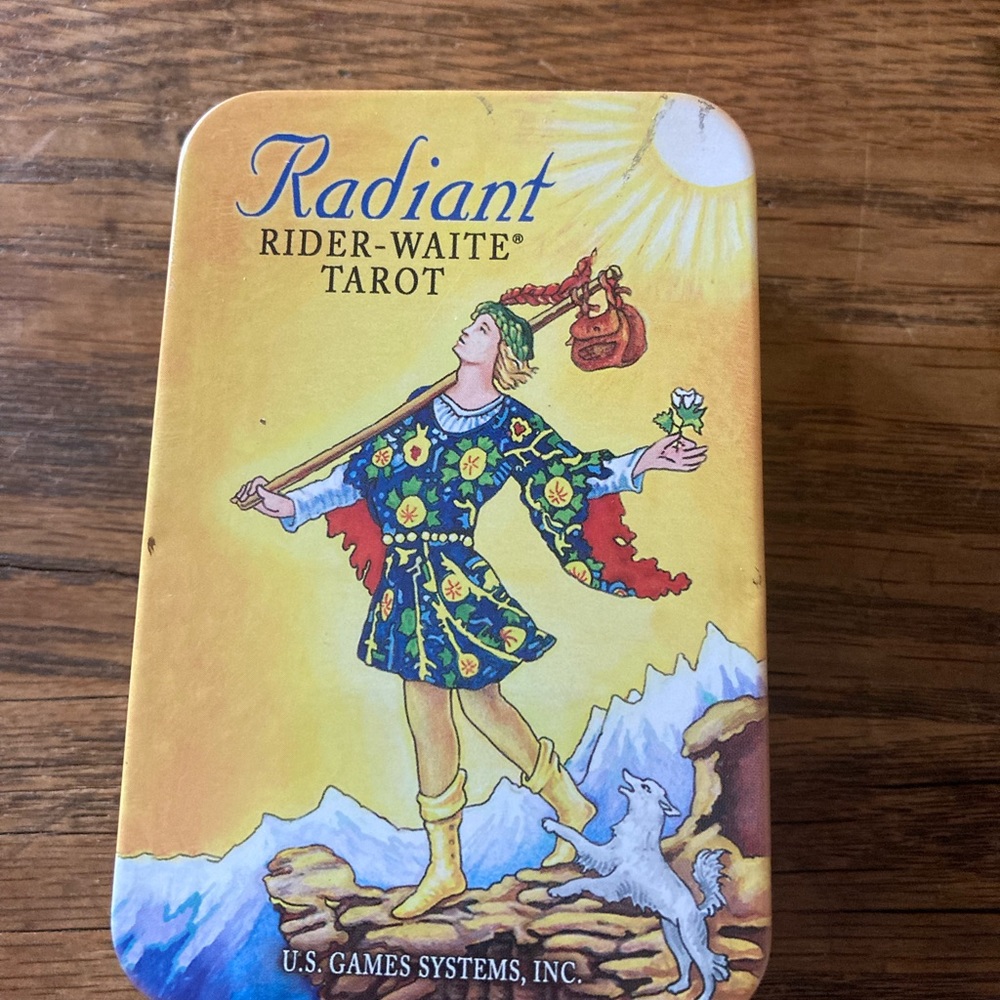 Radiant
RIDER-WAITE®
TAROT
U.S. GAMES SYSTEMS, INC.